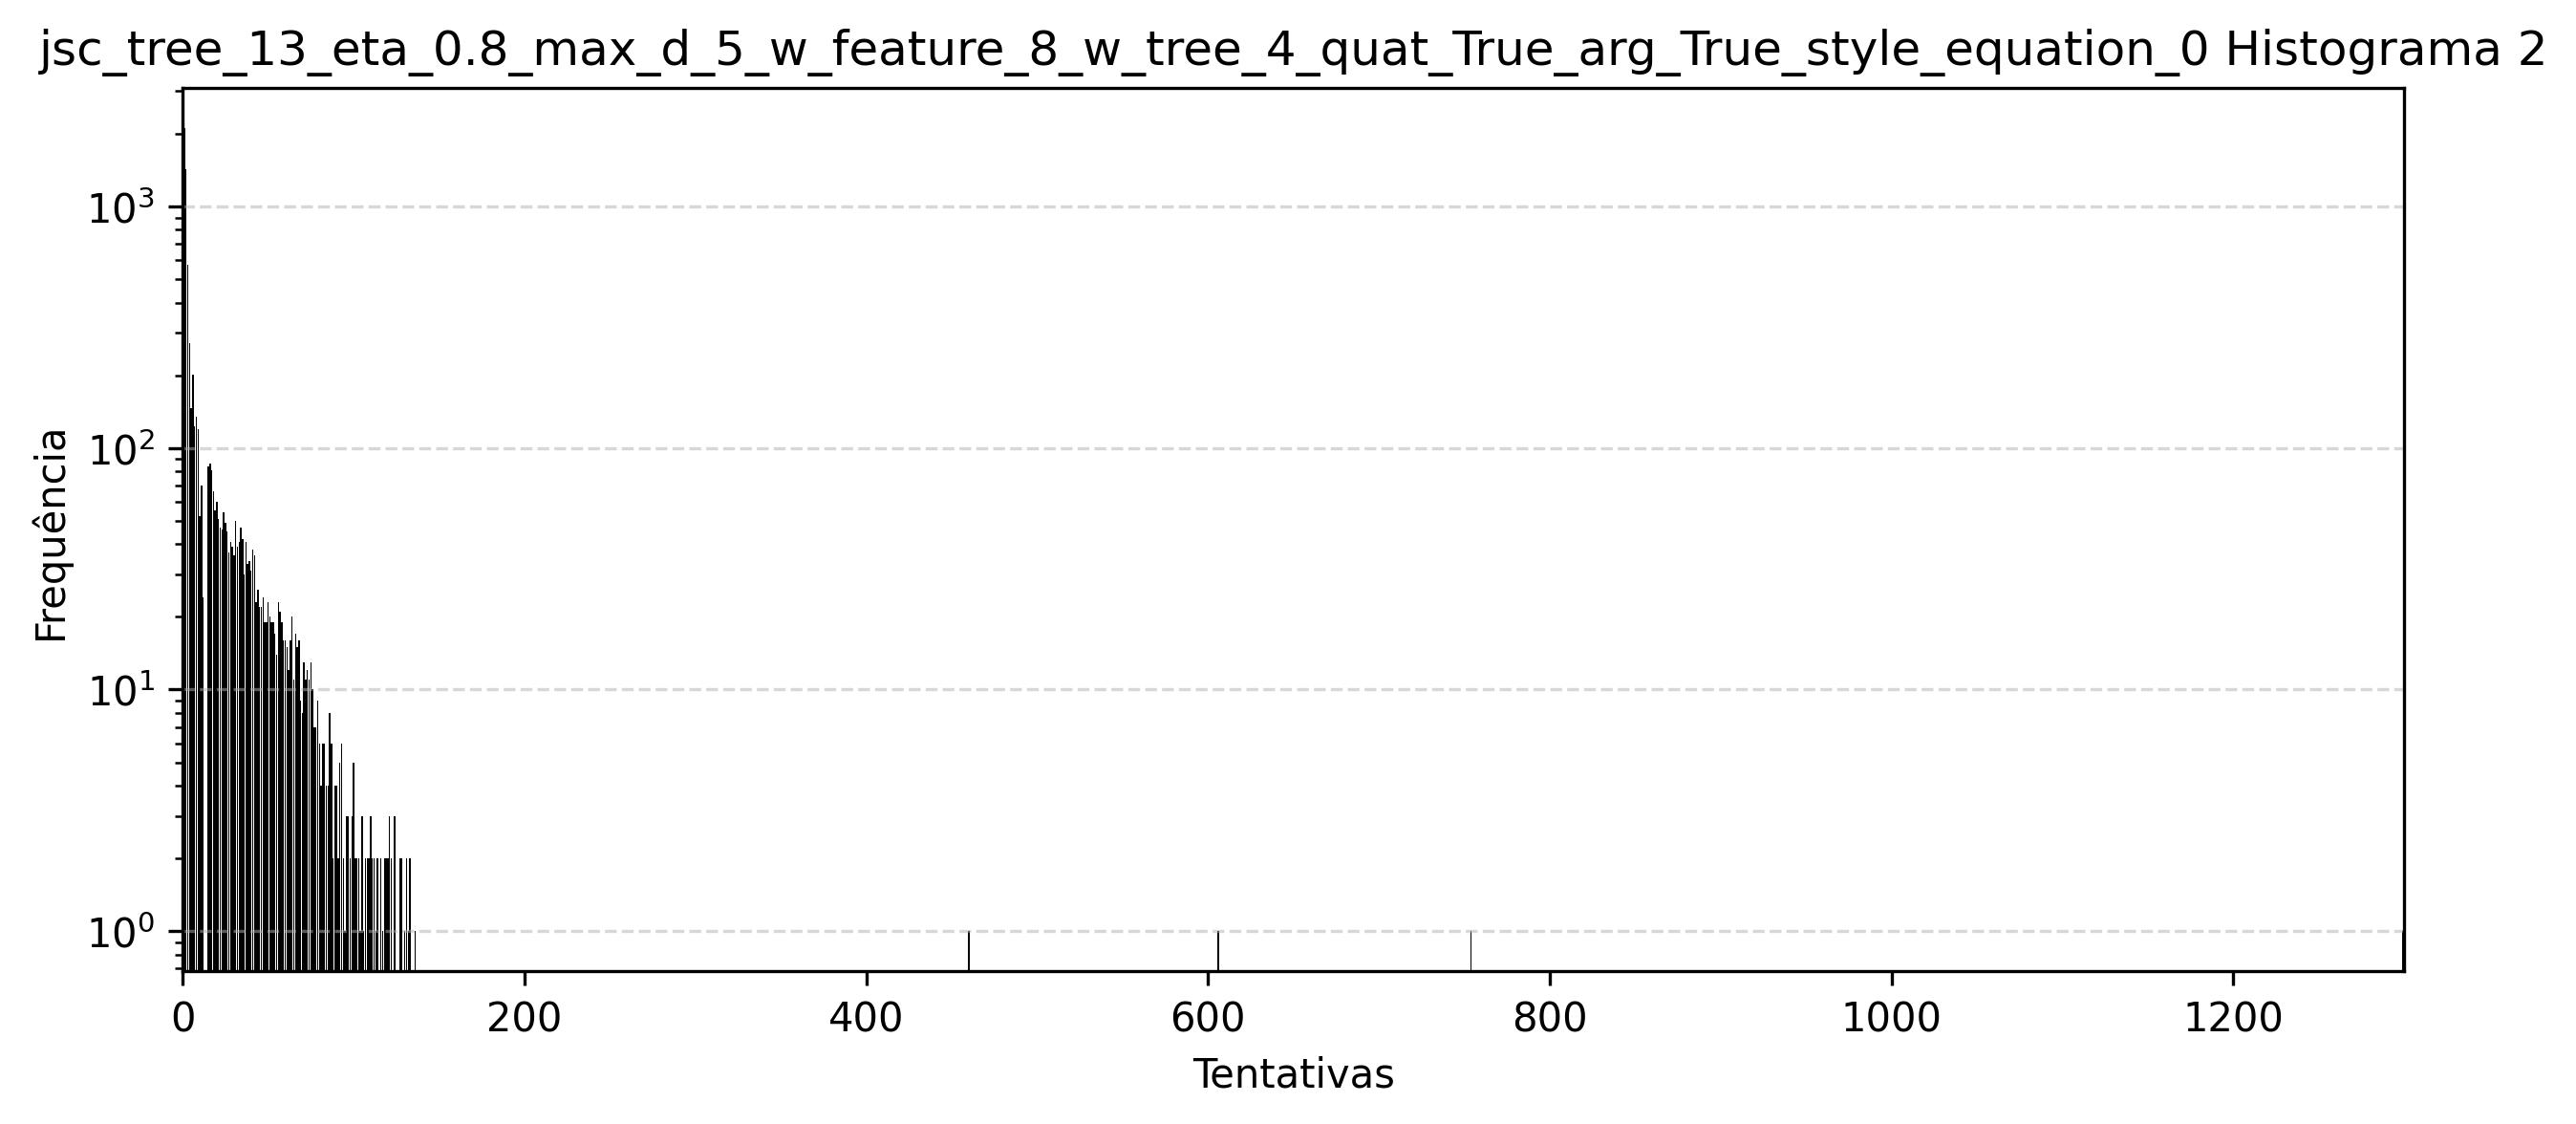 jsc_tree_13_eta_0.8_max_d_5_w_feature_8_w_tree_4_quat_True_arg_True_style_equation_0 Histograma 2
Frequência
10³
10²
10¹
10⁰
0 200 400 600 800 1000 1200
Tentativas